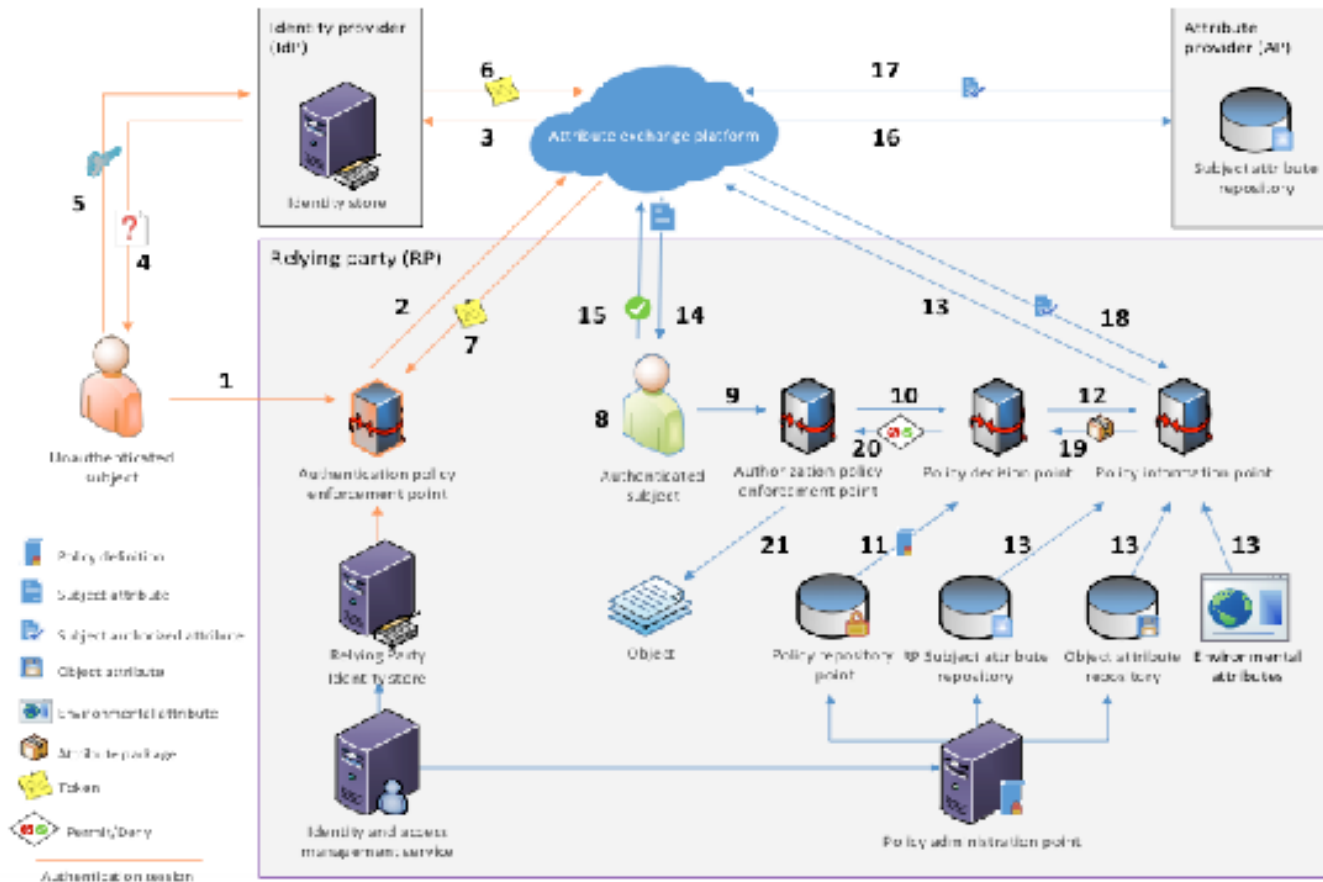 Identity provider
(IdP)
Identity store
6
3
Attribute exchange platform
17
16
Attribute
provider (AP)
Subject attribute
repository
5
4
Relying party (RP)
2
7
15
14
13
18
1
8
9
10
20
12
19
Unauthenticated
subject
Authentication policy
enforcement point
Authenticated
subject
Authorization policy
enforcement point
Policy decision point
Policy information point
21
11
13
13
13
Relying Party
Identity store
Object
Policy repository
point
RP Subject attribute
repository
Object attribute
repository
Environmental
attributes
Identity and access
management service
Policy administration point
Policy definition
Subject attribute
Subject authorized attribute
Object attribute
Environmental attribute
Attribute package
Token
Permit/Deny
Authentication session